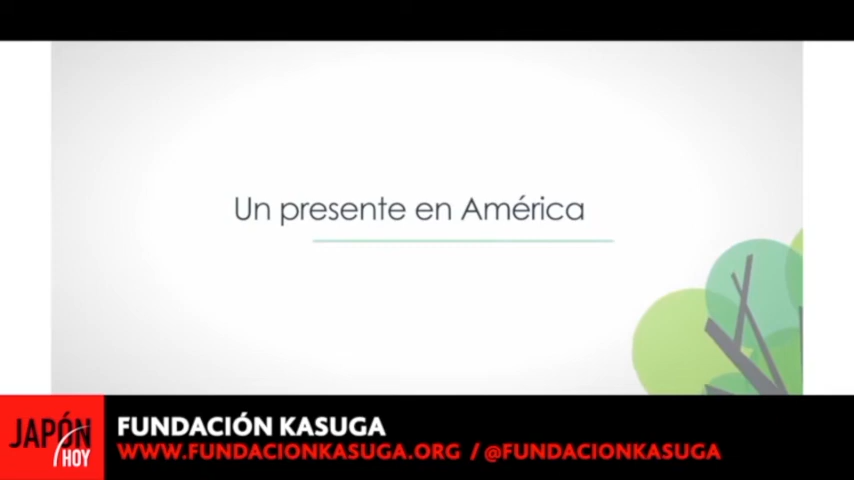 Un presente en América
JAPÓN
HOY
FUNDACIÓN KASUGA
WWW.FUNDACIONKASUGA.ORG / @FUNDACIONKASUGA